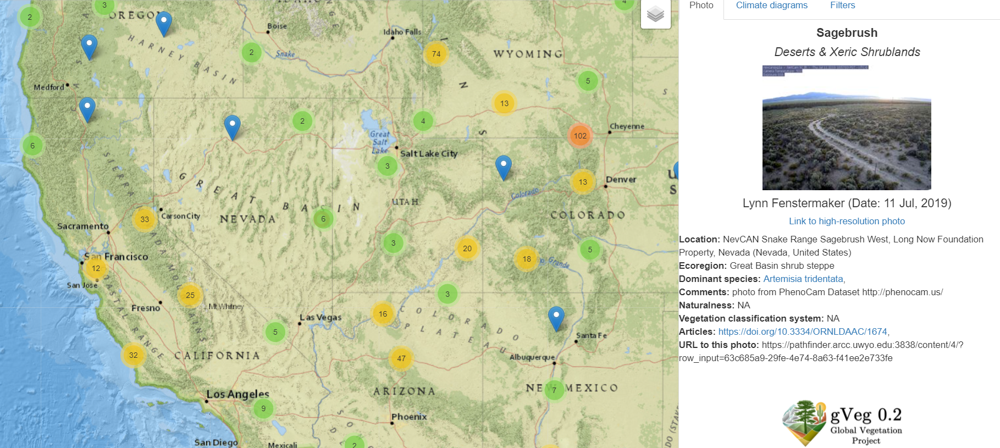 3
4
2
OREGON
Boise
Idaho Falls
HARNEY BASIN
2
Snake
74
WYOMING
Medford
5
13
2
4
Cheyenne
6
Great
Salt
Lake
102
Salt Lake City
3
SIERRA
GREAT BASIN
13
Denver
Colorado
UTAH
33
Carson City
NEVADA
6
COLORADO
Sacramento
San Francisco
12
San Jose
3
20
18
Grande
5
25
Mt Whitney
Fresno
3
COASTAL RANGE
Las Vegas
16
COLORADO
PLATEAU
5
Santa Fe
32
CALIFORNIA
47
Albuquerque
NEW MEXICO
7
ARIZONA
Los Angeles
9
Phoenix
San Diego
Mexicali
2
Photo
Climate diagrams
Filters
Sagebrush
Deserts & Xeric Shrublands
Lynn Fenstermaker (Date: 11 Jul, 2019)
Link to high-resolution photo
Location: NevCAN Snake Range Sagebrush West, Long Now Foundation
Property, Nevada (Nevada, United States)
Ecoregion: Great Basin shrub steppe
Dominant species: Artemisia tridentata,
Comments: photo from PhenoCam Dataset http://phenocam.us/
Naturalness: NA
Vegetation classification system: NA
Articles: https://doi.org/10.3334/ORNLDAAC/1674,
URL to this photo: https://pathfinder.arcc.uwyo.edu:3838/content/4/?
row_input=63c685a9-29fe-4e74-8a63-f41ee2e733fe
gVeg 0.2
Global Vegetation
Project